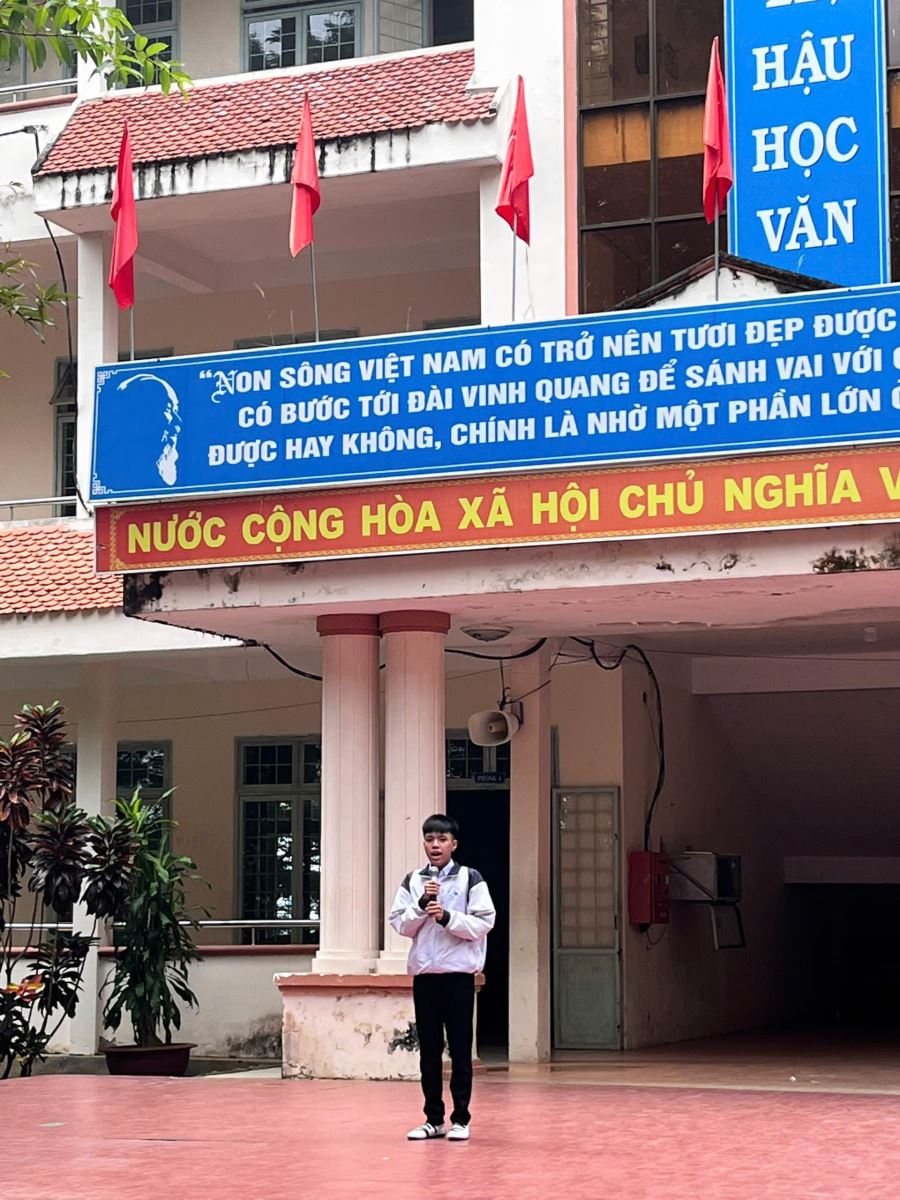 HẬU
HỌC
VĂN
“NON SÔNG VIỆT NAM CÓ TRỞ NÊN TƯƠI ĐẸP ĐƯỢC
CÓ BƯỚC TỚI ĐÀI VINH QUANG ĐỂ SÁNH VAI VỚI
ĐƯỢC HAY KHÔNG, CHÍNH LÀ NHỜ MỘT PHẦN LỚN
NƯỚC CỘNG HÒA XÃ HỘI CHỦ NGHĨA V